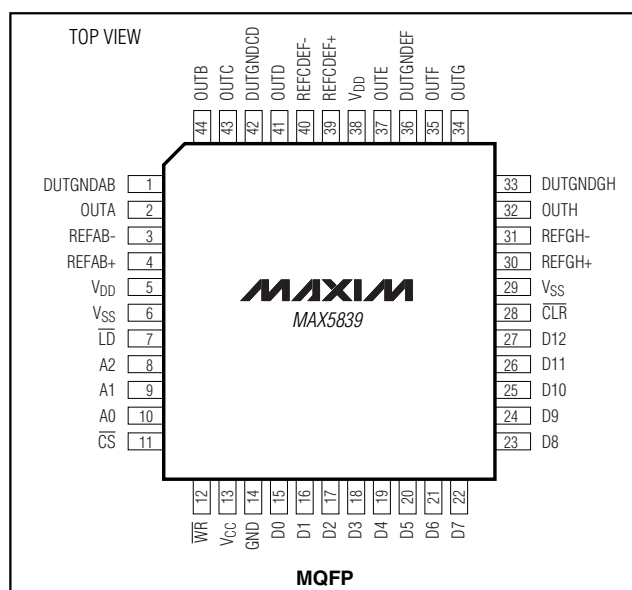 TOP VIEW
OUTB
OUTC
DUTGNDCD
OUTD
REFCDEF-
REFCDEF+
VDD
OUTE
DUTGNDEF
OUTF
OUTG
44
43
42
41
40
39
38
37
36
35
34
DUTGNDAB 1
OUTA 2
REFAB- 3
REFAB+ 4
VDD 5
VSS 6
L̅D̅ 7
A2 8
A1 9
A0 10
C̅S̅ 11
MAXIM
MAX5839
33 DUTGNDGH
32 OUTH
31 REFGH-
30 REFGH+
29 VSS
28 C̅L̅R̅
27 D12
26 D11
25 D10
24 D9
23 D8
12
13
14
15
16
17
18
19
20
21
22
W̅R̅
VCC
GND
D0
D1
D2
D3
D4
D5
D6
D7
MQFP